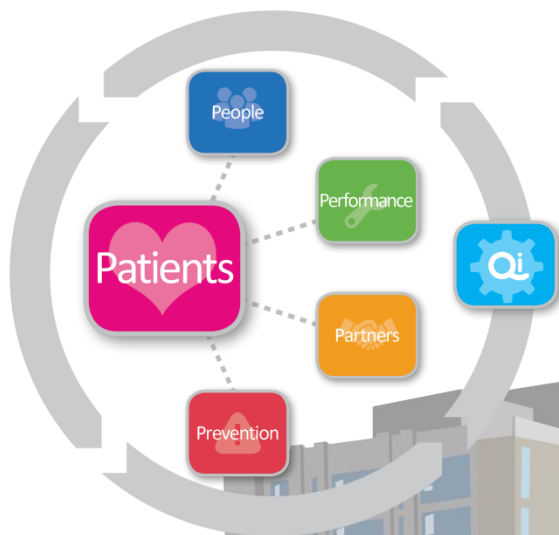 People
Performance
Patients
Qi
Partners
Prevention